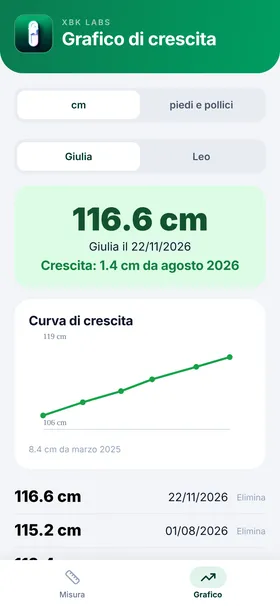 XBK LABS
Grafico di crescita
cm
piedi e pollici
Giulia
Leo
116.6 cm
Giulia il 22/11/2026
Crescita: 1.4 cm da agosto 2026
Curva di crescita
119 cm
106 cm
8.4 cm da marzo 2025
116.6 cm 22/11/2026 Elimina
115.2 cm 01/08/2026 Elimina
Misura
Grafico